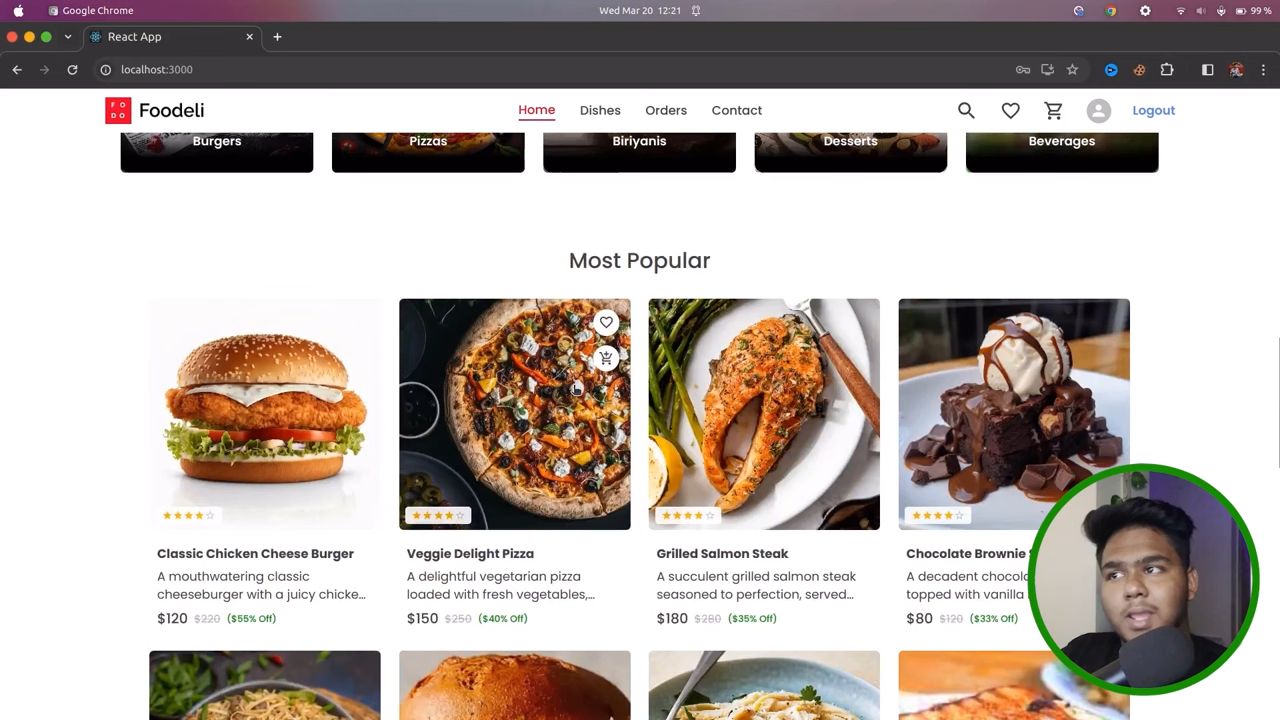 Google Chrome
Wed Mar 20 12:21
99 %
React App
localhost:3000
FO
DO
Foodeli
Home
Dishes
Orders
Contact
Logout
Burgers
Pizzas
Biriyanis
Desserts
Beverages
Most Popular
Classic Chicken Cheese Burger
A mouthwatering classic
cheeseburger with a juicy chicke...
$120 $220 ($55% Off)
Veggie Delight Pizza
A delightful vegetarian pizza
loaded with fresh vegetables,...
$150 $250 ($40% Off)
Grilled Salmon Steak
A succulent grilled salmon steak
seasoned to perfection, served...
$180 $280 ($35% Off)
Chocolate Brownie
A decadent
topped with vanilla
$80 $120 ($33% Off)